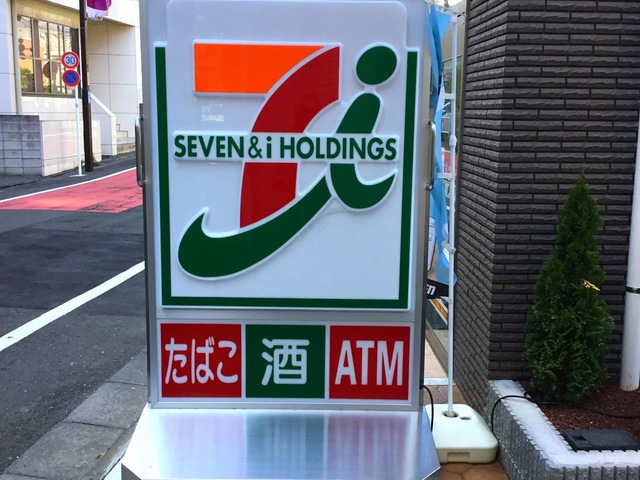 SEVEN & i HOLDINGS
たばこ 酒 ATM